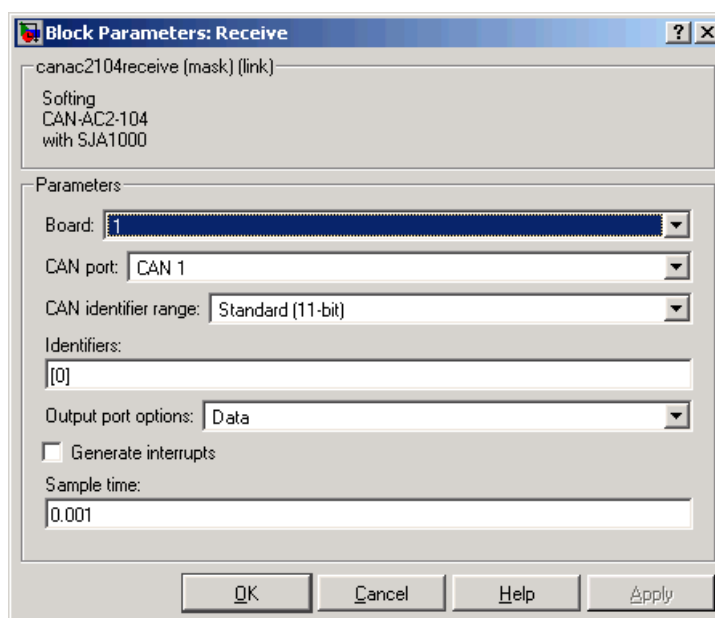 Block Parameters: Receive
canac2104receive (mask) (link)
Softing
CAN-AC2-104
with SJA1000
Parameters
Board: 1
CAN port: CAN 1
CAN identifier range: Standard (11-bit)
Identifiers:
[0]
Output port options: Data
Generate interrupts
Sample time:
0.001
OK Cancel Help Apply